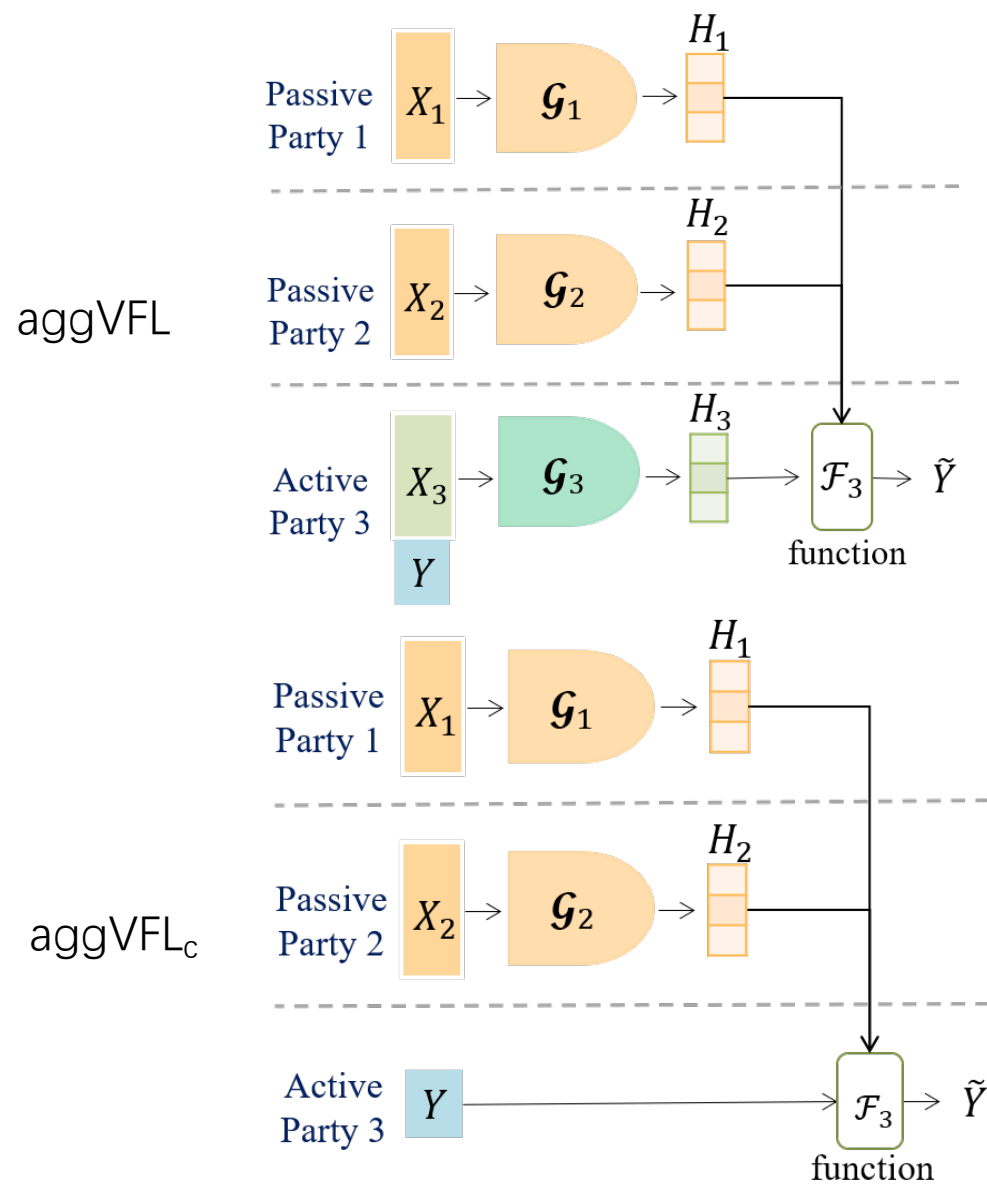 aggVFL
Passive
Party 1
X₁
𝓖₁
H₁
Passive
Party 2
X₂
𝓖₂
H₂
Active
Party 3
X₃
Y
𝓖₃
H₃
ℱ₃
Ỹ
function
aggVFL_C
Passive
Party 1
X₁
𝓖₁
H₁
Passive
Party 2
X₂
𝓖₂
H₂
Active
Party 3
Y
ℱ₃
Ỹ
function